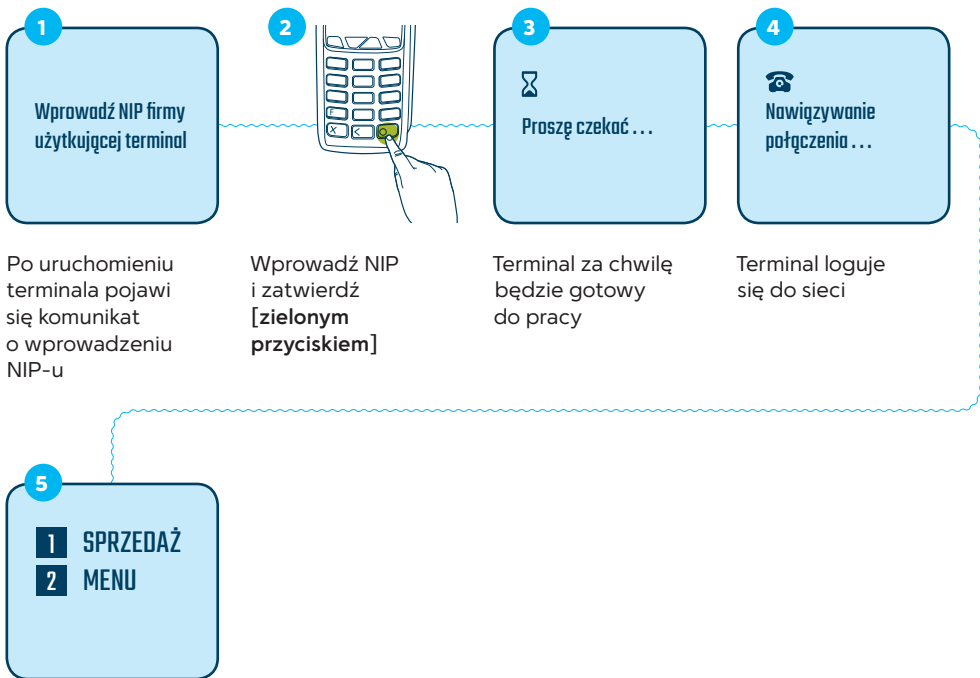 1
Wprowadź NIP firmy
użytkującej terminal
Po uruchomieniu
terminala pojawi
się komunikat
o wprowadzeniu
NIP-u
2
F
X <
Wprowadź NIP
i zatwierdź
[zielonym
przyciskiem]
3
Proszę czekać . . .
Terminal za chwilę
będzie gotowy
do pracy
4
Nawiązywanie
połączenia . . .
Terminal loguje
się do sieci
5
1 SPRZEDAŻ
2 MENU